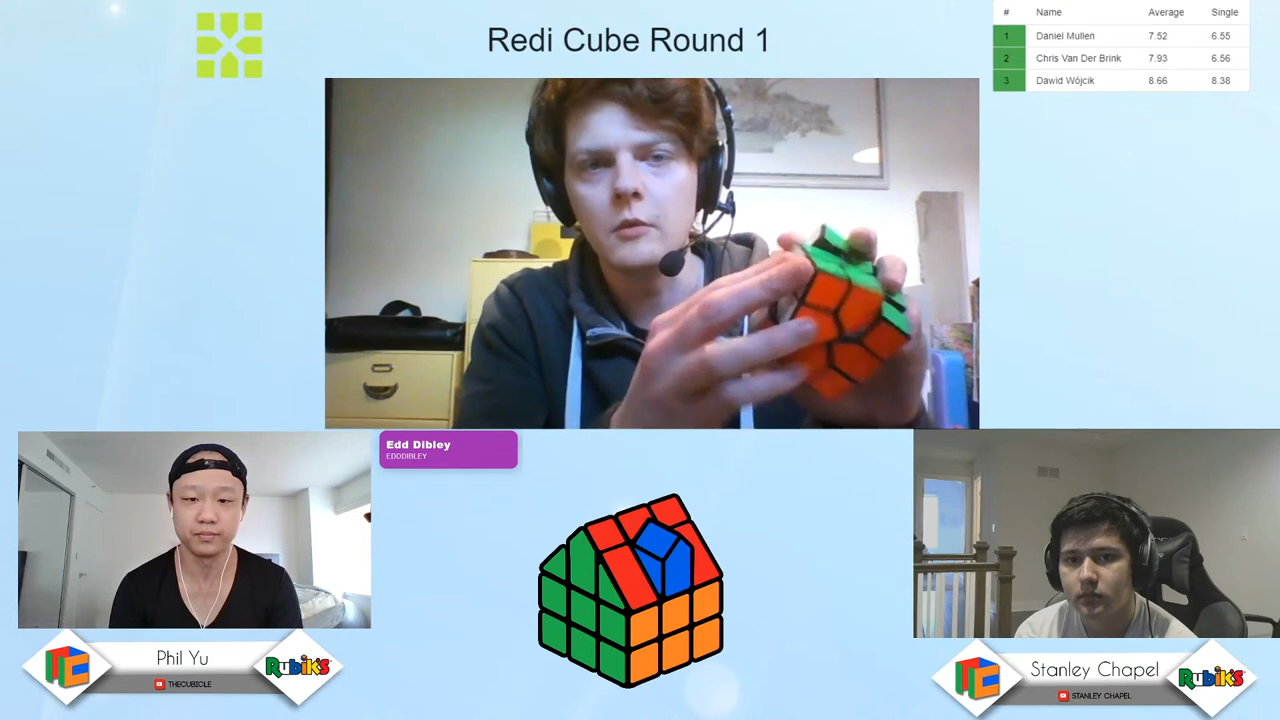 Redi Cube Round 1
# Name Average Single
1 Daniel Mullen 7.52 6.55
2 Chris Van Der Brink 7.93 6.56
3 Dawid Wójcik 8.66 8.38
Edd Dibley
EDDDIBLEY
Phil Yu
THECUBICLE
RUBIK'S
Stanley Chapel
STANLEY CHAPEL
RUBIK'S